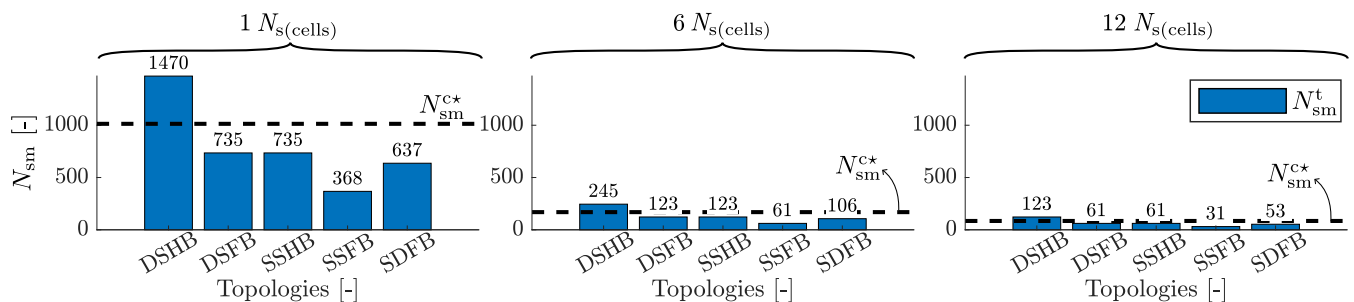 1 N_s(cells)
6 N_s(cells)
12 N_s(cells)
N_sm [-]
1000
500
0
1470
735
735
368
637
N_sm^c⋆
DSHB
DSFB
SSHB
SSFB
SDFB
Topologies [-]
1000
500
0
245
123
123
61
106
N_sm^c⋆
DSHB
DSFB
SSHB
SSFB
SDFB
Topologies [-]
1000
500
0
123
61
61
31
53
N_sm^c⋆
N_sm^t
DSHB
DSFB
SSHB
SSFB
SDFB
Topologies [-]